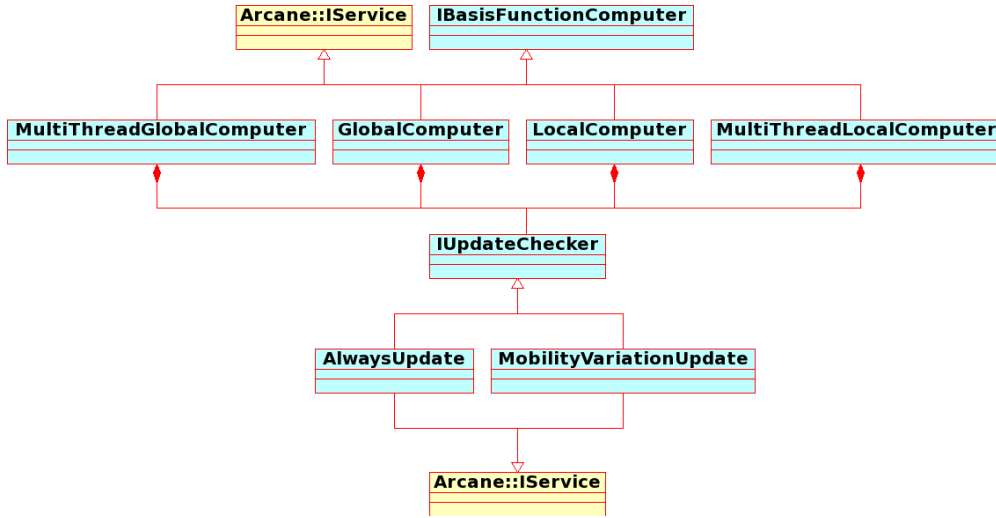 Arcane::IService
IBasisFunctionComputer
MultiThreadGlobalComputer
GlobalComputer
LocalComputer
MultiThreadLocalComputer
IUpdateChecker
AlwaysUpdate
MobilityVariationUpdate
Arcane::IService